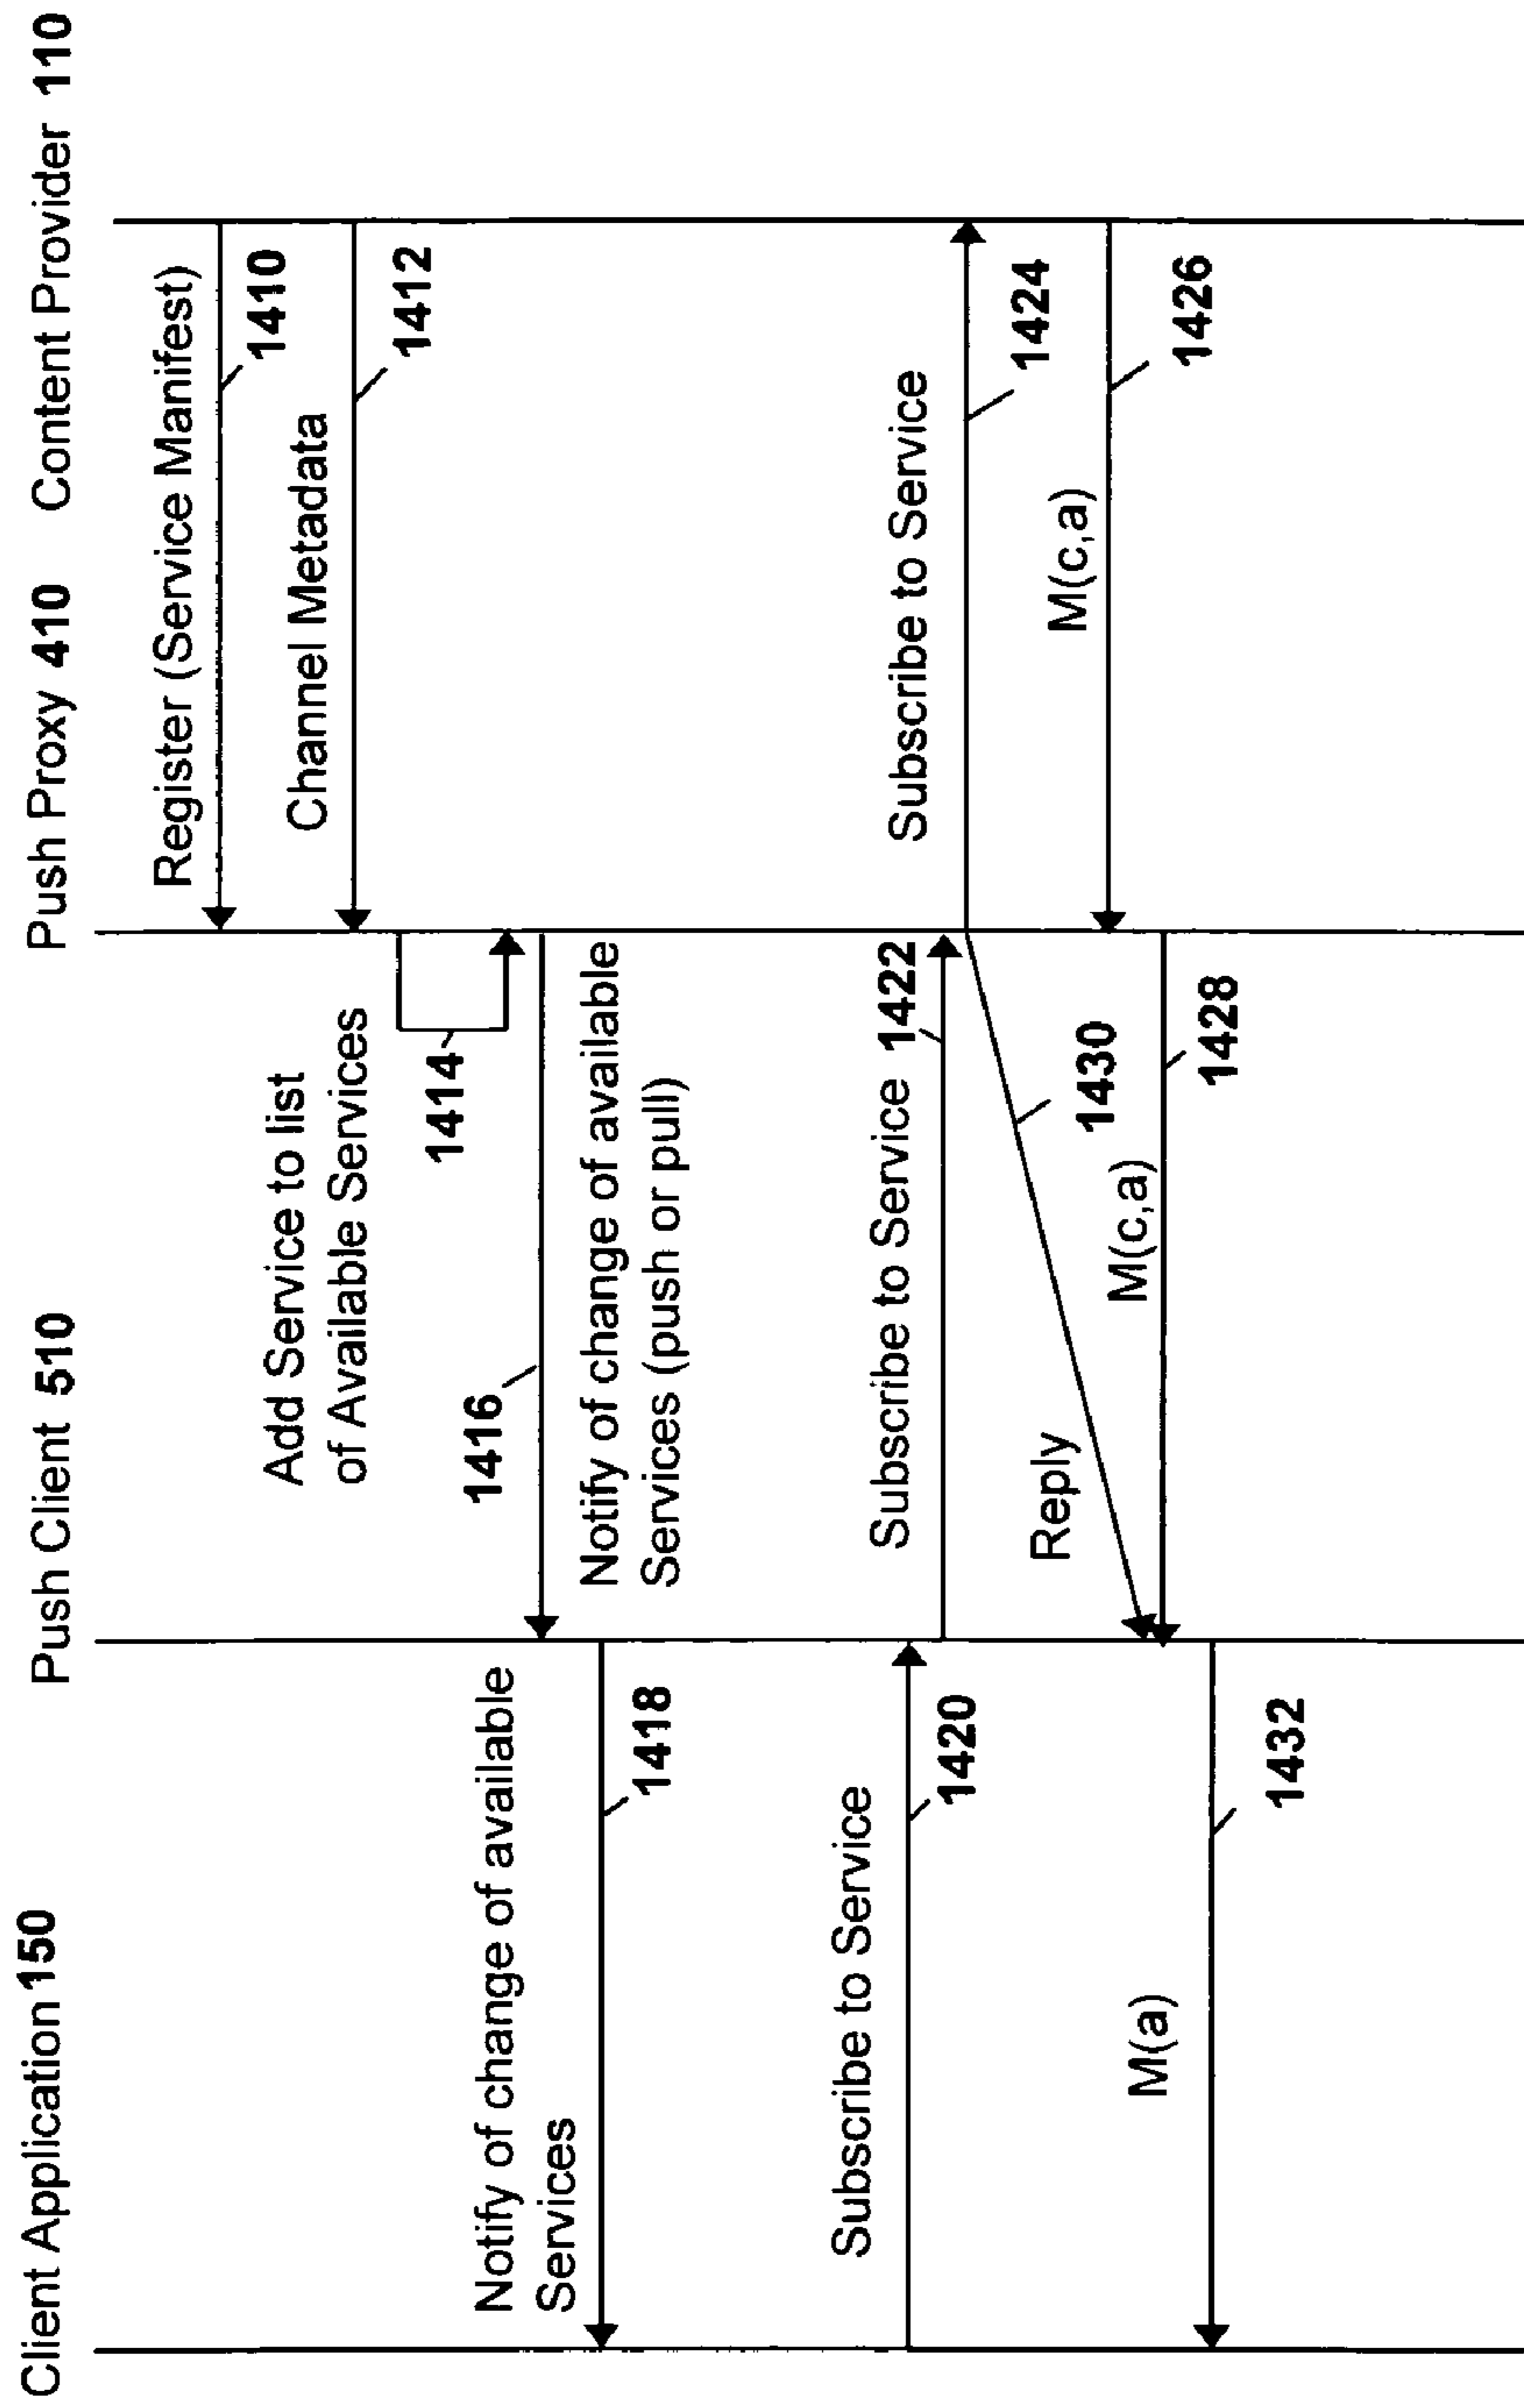 Client Application 150
Push Client 510
Push Proxy 410
Content Provider 110
Register (Service Manifest)
1410
Channel Metadata
1412
Add Service to list
of Available Services
1414
1416
Notify of change of available
Services (push or pull)
Notify of change of available
Services
1418
Subscribe to Service
1420
Subscribe to Service 1422
Subscribe to Service
1424
Reply
1430
M(c,a)
1426
M(c,a)
1428
M(a)
1432